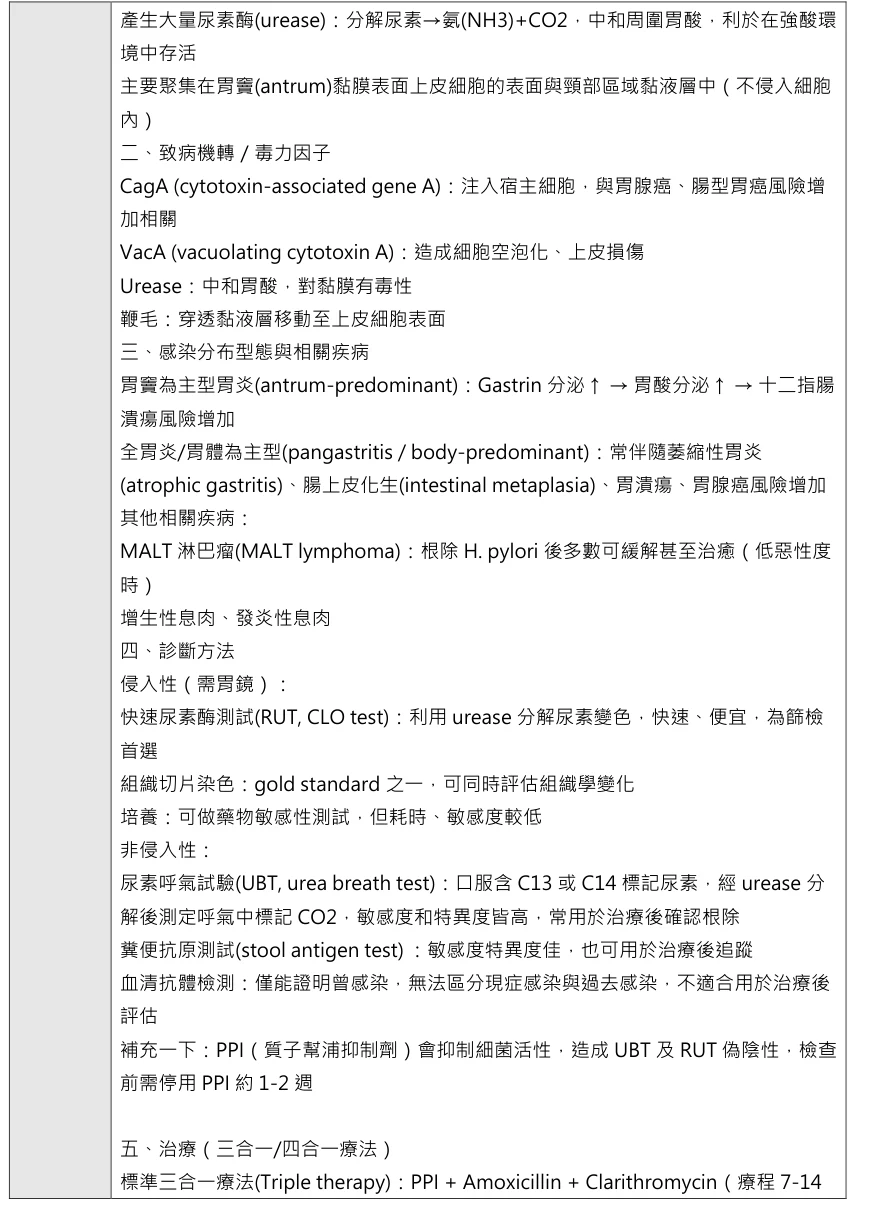 產生大量尿素酶(urease)：分解尿素→氨(NH3)+CO2，中和周圍胃酸，利於在強酸環
境中存活
主要聚集在胃竇(antrum)黏膜表面上皮細胞的表面與頸部區域黏液層中（不侵入細胞
內）
二、致病機轉／毒力因子
CagA (cytotoxin-associated gene A)：注入宿主細胞，與胃腺癌、腸型胃癌風險增
加相關
VacA (vacuolating cytotoxin A)：造成細胞空泡化、上皮損傷
Urease：中和胃酸，對黏膜有毒性
鞭毛：穿透黏液層移動至上皮細胞表面
三、感染分布型態與相關疾病
胃竇為主型胃炎(antrum-predominant)：Gastrin 分泌↑ → 胃酸分泌↑ → 十二指腸
潰瘍風險增加
全胃炎/胃體為主型(pangastritis / body-predominant)：常伴隨萎縮性胃炎
(atrophic gastritis)、腸上皮化生(intestinal metaplasia)、胃潰瘍、胃腺癌風險增加
其他相關疾病：
MALT 淋巴瘤(MALT lymphoma)：根除 H. pylori 後多數可緩解甚至治癒（低惡性度
時）
增生性息肉、發炎性息肉
四、診斷方法
侵入性（需胃鏡）：
快速尿素酶測試(RUT, CLO test)：利用 urease 分解尿素變色，快速、便宜，為篩檢
首選
組織切片染色：gold standard 之一，可同時評估組織學變化
培養：可做藥物敏感性測試，但耗時、敏感度較低
非侵入性：
尿素呼氣試驗(UBT, urea breath test)：口服含 C13 或 C14 標記尿素，經 urease 分
解後測定呼氣中標記 CO2，敏感度和特異度皆高，常用於治療後確認根除
糞便抗原測試(stool antigen test) ：敏感度特異度佳，也可用於治療後追蹤
血清抗體檢測：僅能證明曾感染，無法區分現症感染與過去感染，不適合用於治療後
評估
補充一下：PPI（質子幫浦抑制劑）會抑制細菌活性，造成 UBT 及 RUT 偽陰性，檢查
前需停用 PPI 約 1-2 週
五、治療（三合一/四合一療法）
標準三合一療法(Triple therapy)：PPI + Amoxicillin + Clarithromycin（療程 7-14